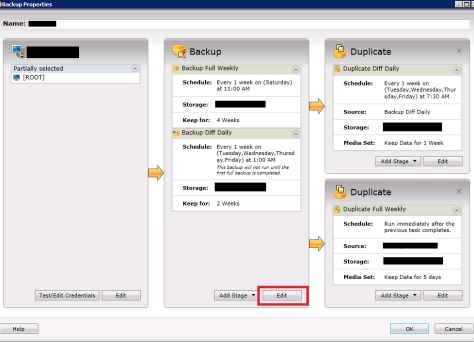 Backup Properties
Name:
Partially selected
[ROOT]
Test/Edit Credentials
Edit
Backup
Backup Full Weekly
Schedule: Every 1 week on (Saturday)
at 11:00 AM
Storage:
Keep for: 4 Weeks
Backup Diff Daily
Schedule: Every 1 week on
(Tuesday,Wednesday,Thursd
ay,Friday) at 1:00 AM
This backup will not run until the
first full backup is completed.
Storage:
Keep for: 2 Weeks
Add Stage
Edit
Duplicate
Duplicate Diff Daily
Schedule: Every 1 week on
(Tuesday,Wednesday,Thur
sday,Friday) at 7:30 AM
Source: Backup Diff Daily
Storage:
Media Set: Keep Data for 1 Week
Add Stage
Edit
Duplicate
Duplicate Full Weekly
Schedule: Run immediately after the
previous task completes.
Source:
Storage:
Media Set: Keep Data for 5 days
Add Stage
Edit
Help
OK
Cancel